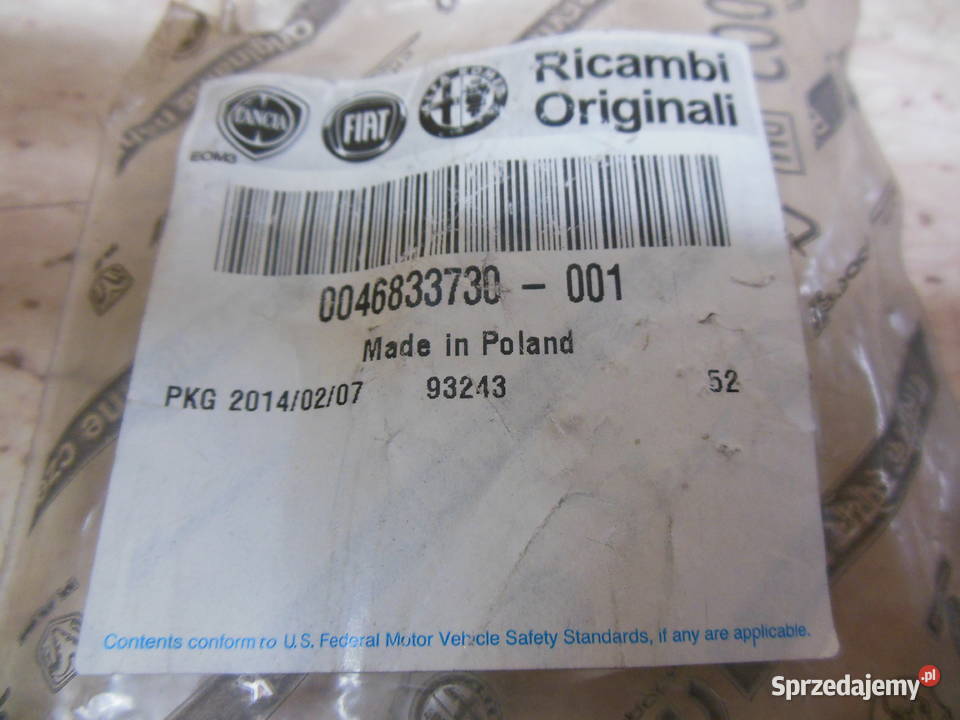 Ricambi
Originali
LANCIA
FIAT
EOM3
0046833730 - 001
Made in Poland
PKG 2014/02/07 93243 52
Contents conform to U.S. Federal Motor Vehicle Safety Standards, if any are applicable.
Sprzedajemy.pl